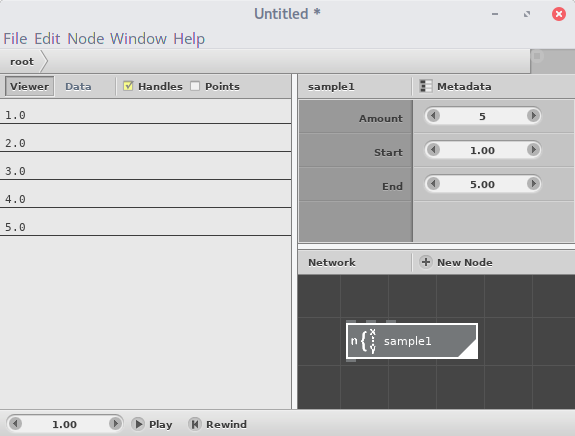 Untitled *
File Edit Node Window Help
root
Viewer Data Handles Points
1.0
2.0
3.0
4.0
5.0
sample1 Metadata
Amount 5
Start 1.00
End 5.00
Network New Node
n x y sample1
1.00 Play Rewind